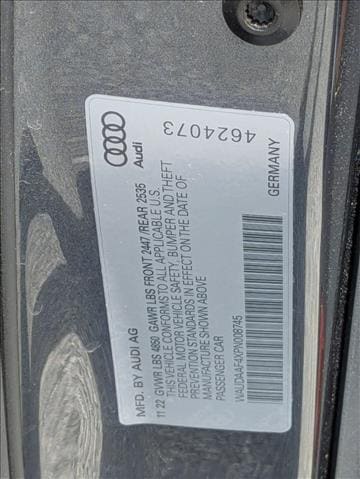 Audi
4624073
MFD. BY AUDI AG
GERMANY
11 22 GVWR LBS 4850 GAWR LBS FRONT 2447 /REAR 2535
THIS VEHICLE CONFORMS TO ALL APPLICABLE U.S.
FEDERAL MOTOR VEHICLE SAFETY, BUMPER AND THEFT
PREVENTION STANDARDS IN EFFECT ON THE DATE OF
MANUFACTURE SHOWN ABOVE
PASSENGER CAR
WAUDAAF4XPN008745